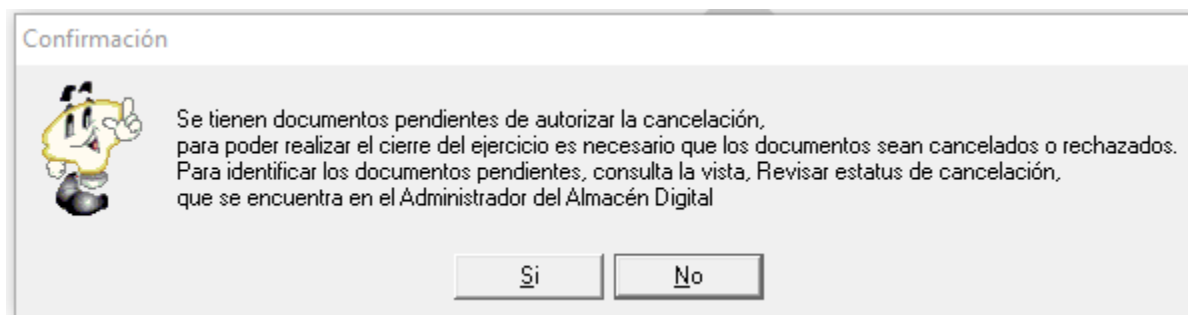 Confirmación
Se tienen documentos pendientes de autorizar la cancelación,
para poder realizar el cierre del ejercicio es necesario que los documentos sean cancelados o rechazados.
Para identificar los documentos pendientes, consulta la vista, Revisar estatus de cancelación,
que se encuentra en el Administrador del Almacén Digital
Si No